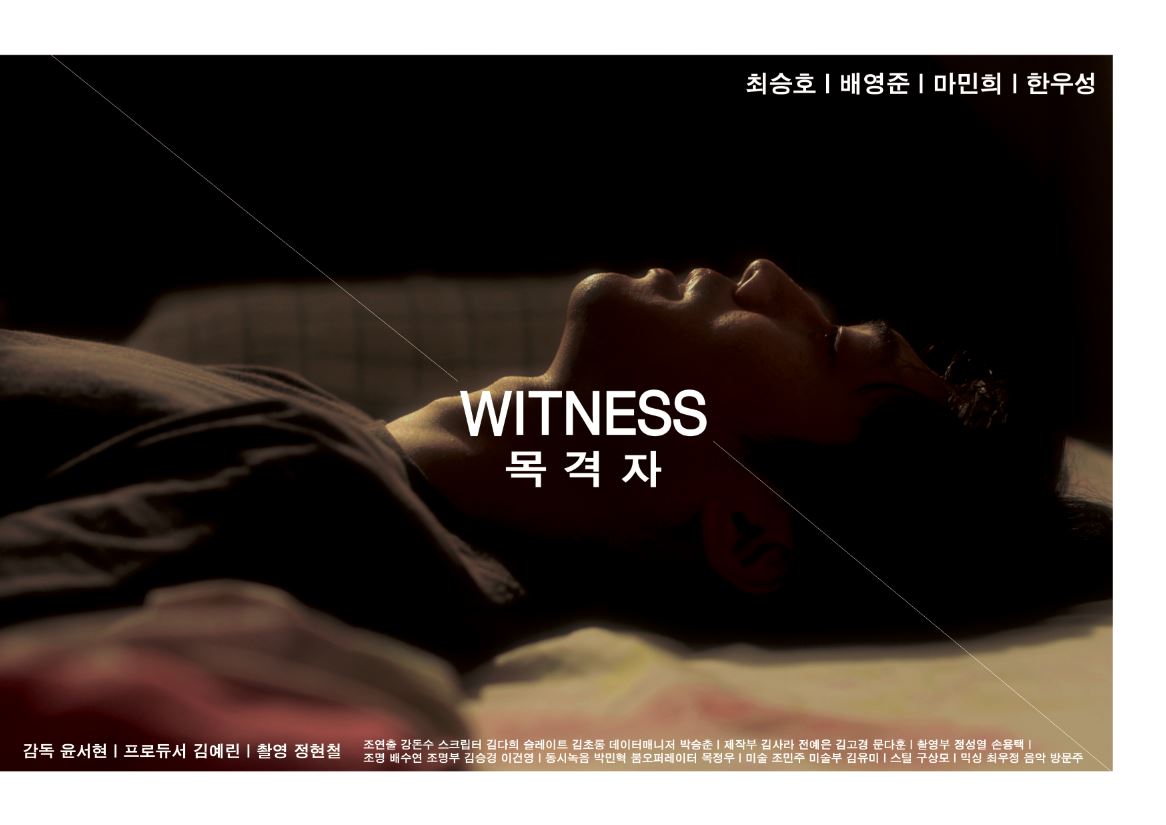 최승호 | 배영준 | 마민희 | 한우성
WITNESS
목격자
감독 윤서현 | 프로듀서 김예린 | 촬영 정현철
조연출 강돈수 스크립터 김다희 슬레이트 김초롱 데이터매니저 박승춘 | 제작부 김사라 전예은 김고경 문다훈 | 촬영부 정성열 손용택 |
조명 배수연 조명부 김승경 이건영 | 동시녹음 박민혁 붐오퍼레이터 목정우 | 미술 조민주 미술부 김유미 | 스틸 구상모 | 믹싱 최우정 음악 방문주